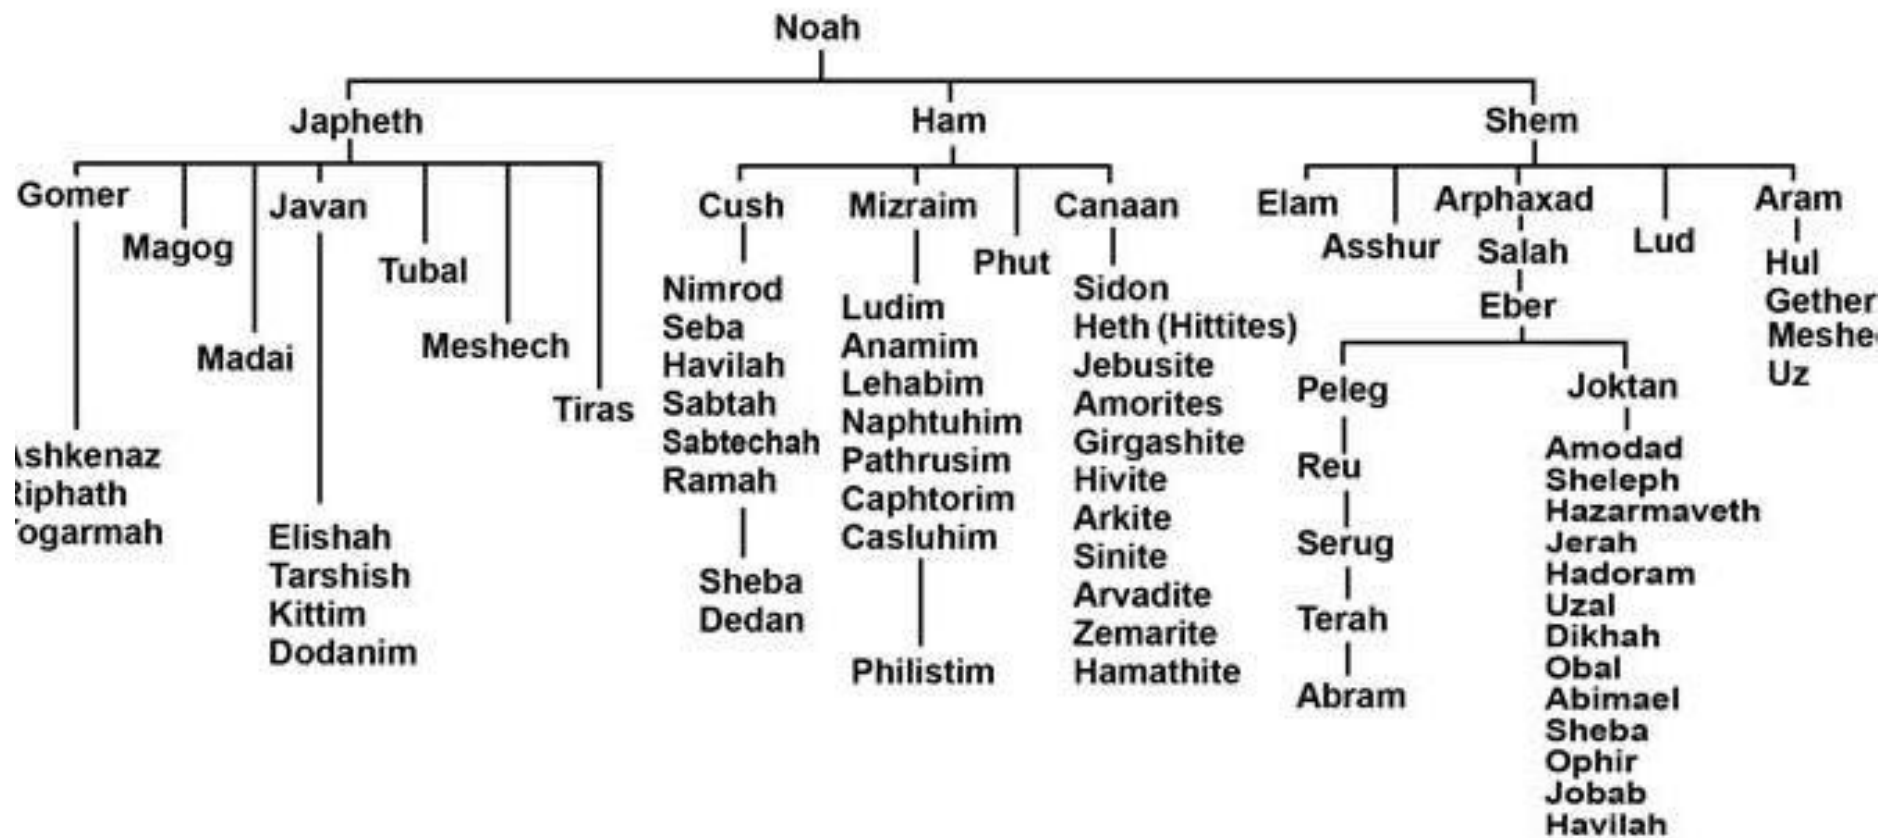 Noah
Japheth
Ham
Shem
Gomer
Magog
Madai
Javan
Tubal
Meshech
Tiras
shkenaz
iphath
ogarmah
Elishah
Tarshish
Kittim
Dodanim
Cush
Mizraim
Phut
Canaan
Nimrod
Seba
Havilah
Sabtah
Sabtechah
Ramah
Sheba
Dedan
Ludim
Anamim
Lehabim
Naphtuhim
Pathrusim
Caphtorim
Casluhim
Philistim
Sidon
Heth (Hittites)
Jebusite
Amorites
Girgashite
Hivite
Arkite
Sinite
Arvadite
Zemarite
Hamathite
Elam
Asshur
Arphaxad
Salah
Eber
Lud
Aram
Hul
Gether
Meshe
Uz
Peleg
Reu
Serug
Terah
Abram
Joktan
Amodad
Sheleph
Hazarmaveth
Jerah
Hadoram
Uzal
Dikhah
Obal
Abimael
Sheba
Ophir
Jobab
Havilah